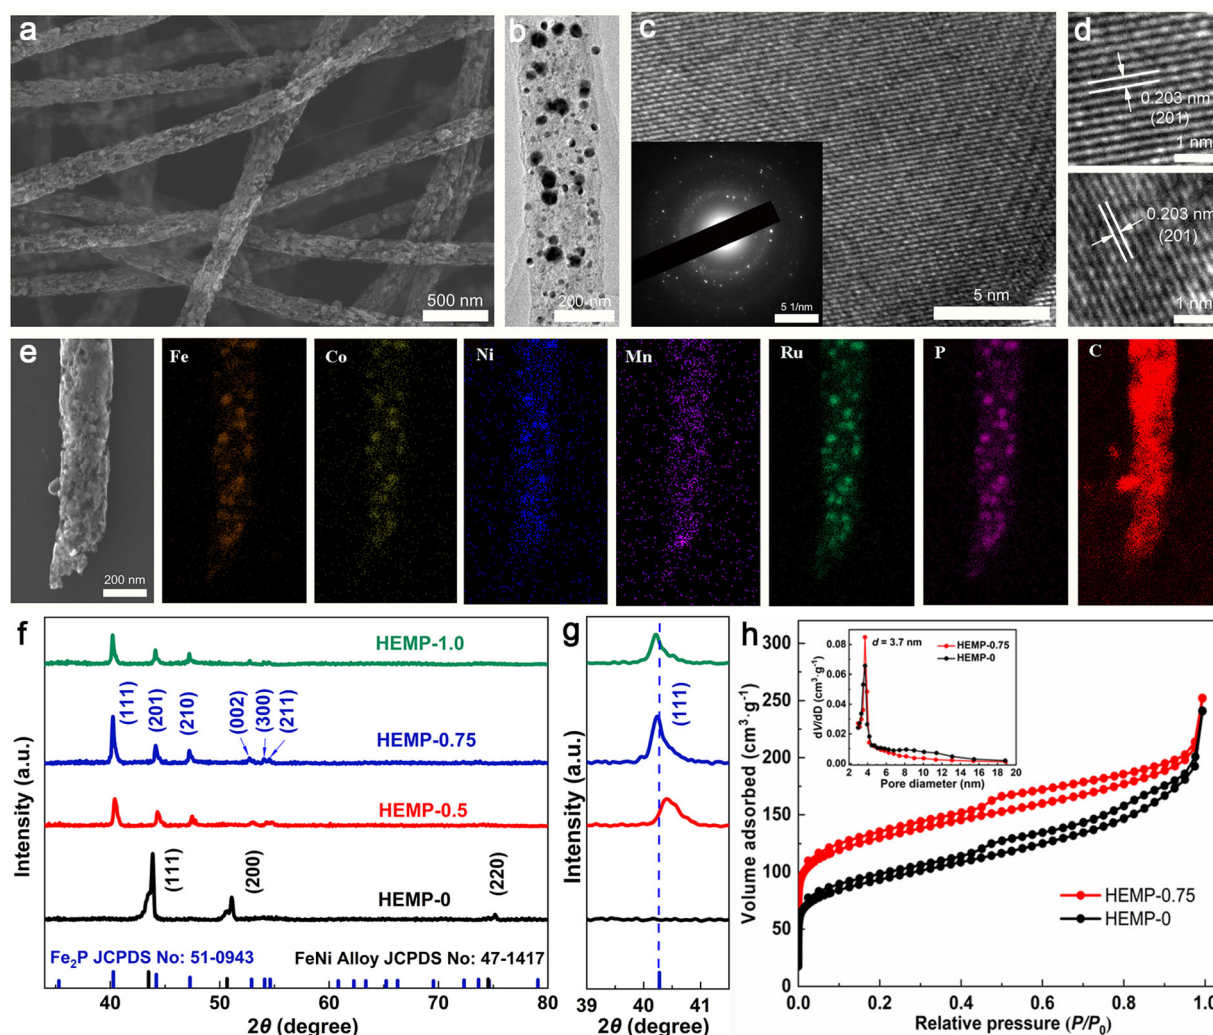 a
500 nm
b
200 nm
c
5 1/nm
5 nm
d
0.203 nm
(201)
1 nm
0.203 nm
(201)
1 nm
e
200 nm
Fe
Co
Ni
Mn
Ru
P
C
f
Intensity (a.u.)
HEMP-1.0
(111)
(201)
(210)
(002)
(300)
(211)
HEMP-0.75
HEMP-0.5
(111)
(200)
(220)
HEMP-0
Fe₂P JCPDS No: 51-0943
FeNi Alloy JCPDS No: 47-1417
40 50 60 70 80
2θ (degree)
g
Intensity (a.u.)
(111)
39 40 41
2θ (degree)
h
Volume adsorbed (cm³·g⁻¹)
300
250
200
150
100
50
0
d = 3.7 nm
HEMP-0.75
HEMP-0
dV/dD (cm³·g⁻¹)
0.08
0.06
0.04
0.02
0.00
2 4 6 8 10 12 14 16 18 20
Pore diameter (nm)
HEMP-0.75
HEMP-0
0.0 0.2 0.4 0.6 0.8 1.0
Relative pressure (P/P₀)